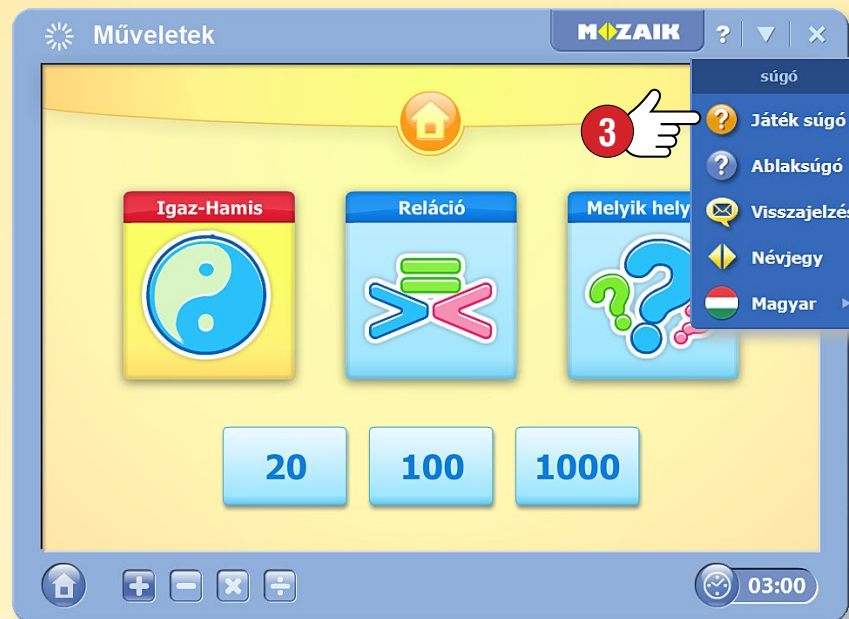 Műveletek
MOZAIK
?
súgó
Játék súgó
Ablaksúgó
Visszajelzés
Névjegy
Magyar
3
Igaz-Hamis
Reláció
Melyik hely
20
100
1000
03:00